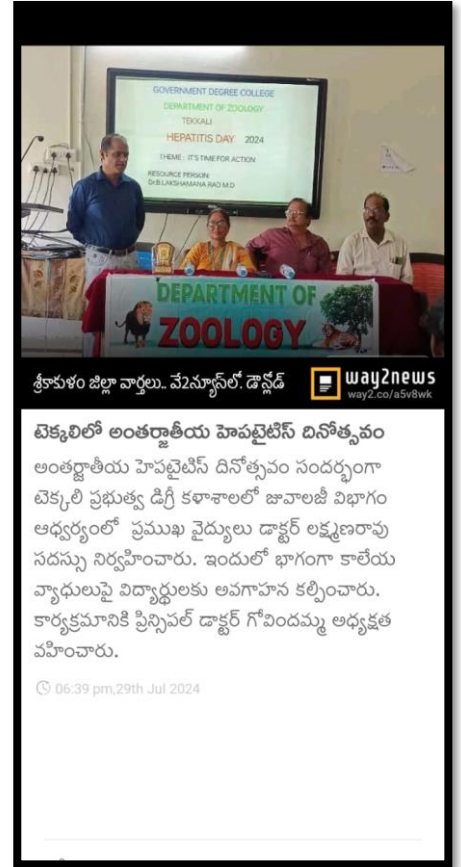 GOVERNMENT DEGREE COLLEGE
DEPARTMENT OF ZOOLOGY
TEKKALI
HEPATITIS DAY 2024
THEME : IT'S TIME FOR ACTION
RESOURCE PERSON:
Dr.B.LAKSHAMANA RAO M.D
DEPARTMENT OF
ZOOLOGY
శ్రీకాకుళం జిల్లా వార్తలు.. వే2న్యూస్‌లో. డౌన్లోడ్
way2news
way2.co/a5v8wk
టెక్కలిలో అంతర్జాతీయ హెపటైటిస్ దినోత్సవం
అంతర్జాతీయ హెపటైటిస్ దినోత్సవం సందర్భంగా
టెక్కలి ప్రభుత్వ డిగ్రీ కళాశాలలో జువాలజీ విభాగం
ఆధ్వర్యంలో ప్రముఖ వైద్యులు డాక్టర్ లక్ష్మణరావు
సదస్సు నిర్వహించారు. ఇందులో భాగంగా కాలేయ
వ్యాధులుపై విద్యార్థులకు అవగాహన కల్పించారు.
కార్యక్రమానికి ప్రిన్సిపల్ డాక్టర్ గోవిందమ్మ అధ్యక్షత
వహించారు.
06:39 pm,29th Jul 2024